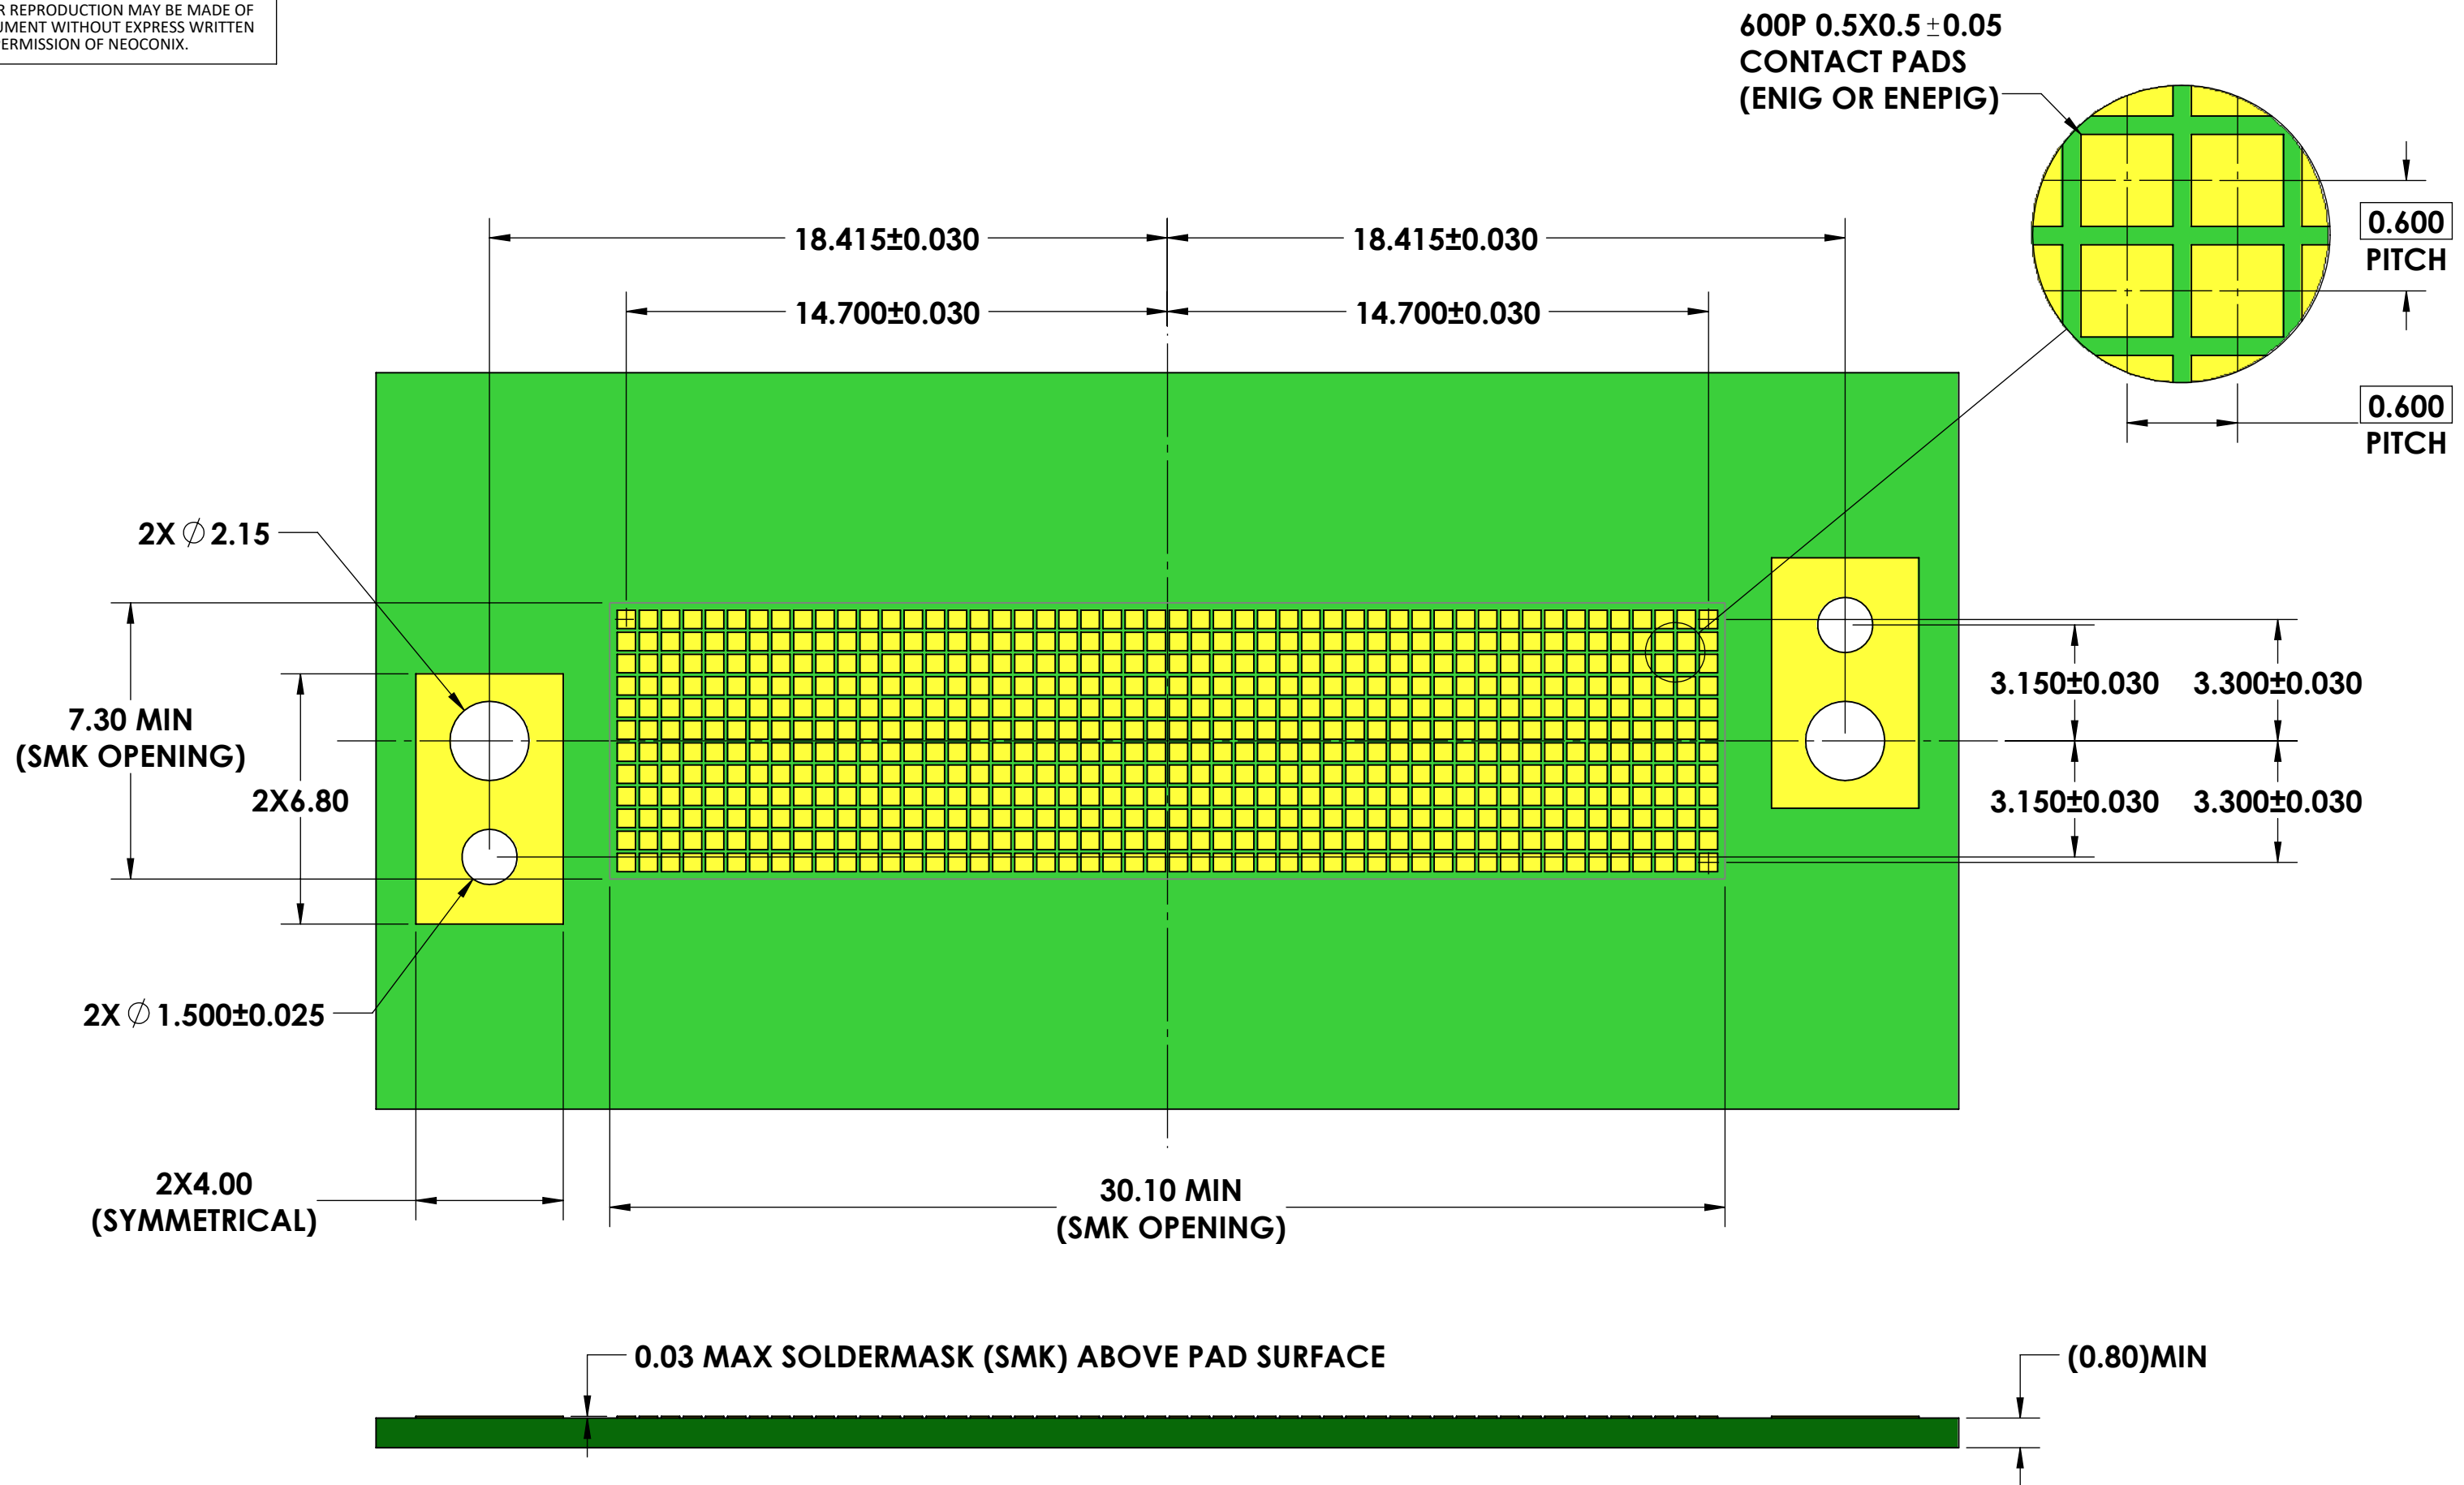 R REPRODUCTION MAY BE MADE OF
UMENT WITHOUT EXPRESS WRITTEN
PERMISSION OF NEOCONIX.
600P 0.5X0.5 ±0.05
CONTACT PADS
(ENIG OR ENEPIG)
0.600
PITCH
0.600
PITCH
18.415±0.030
18.415±0.030
14.700±0.030
14.700±0.030
2X ∅ 2.15
7.30 MIN
(SMK OPENING)
2X6.80
3.150±0.030
3.300±0.030
3.150±0.030
3.300±0.030
2X ∅ 1.500±0.025
2X4.00
(SYMMETRICAL)
30.10 MIN
(SMK OPENING)
0.03 MAX SOLDERMASK (SMK) ABOVE PAD SURFACE
(0.80)MIN